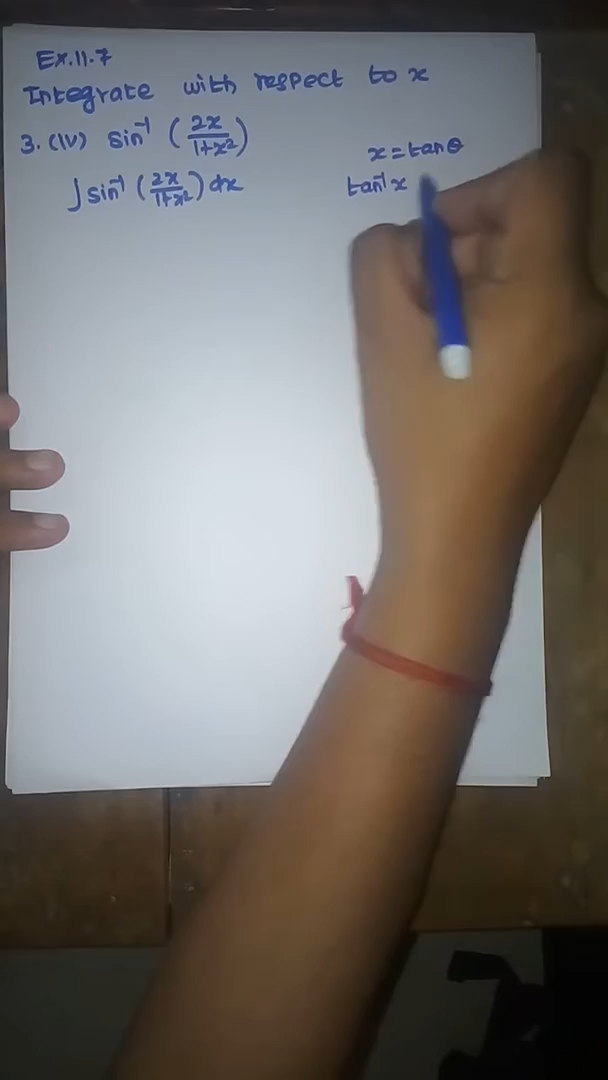 Ex.11.7
Integrate with respect to x
3. (iv) sin⁻¹ (2x/1+x²)
x = tan θ
∫ sin⁻¹ (2x/1+x²) dx
tan⁻¹ x